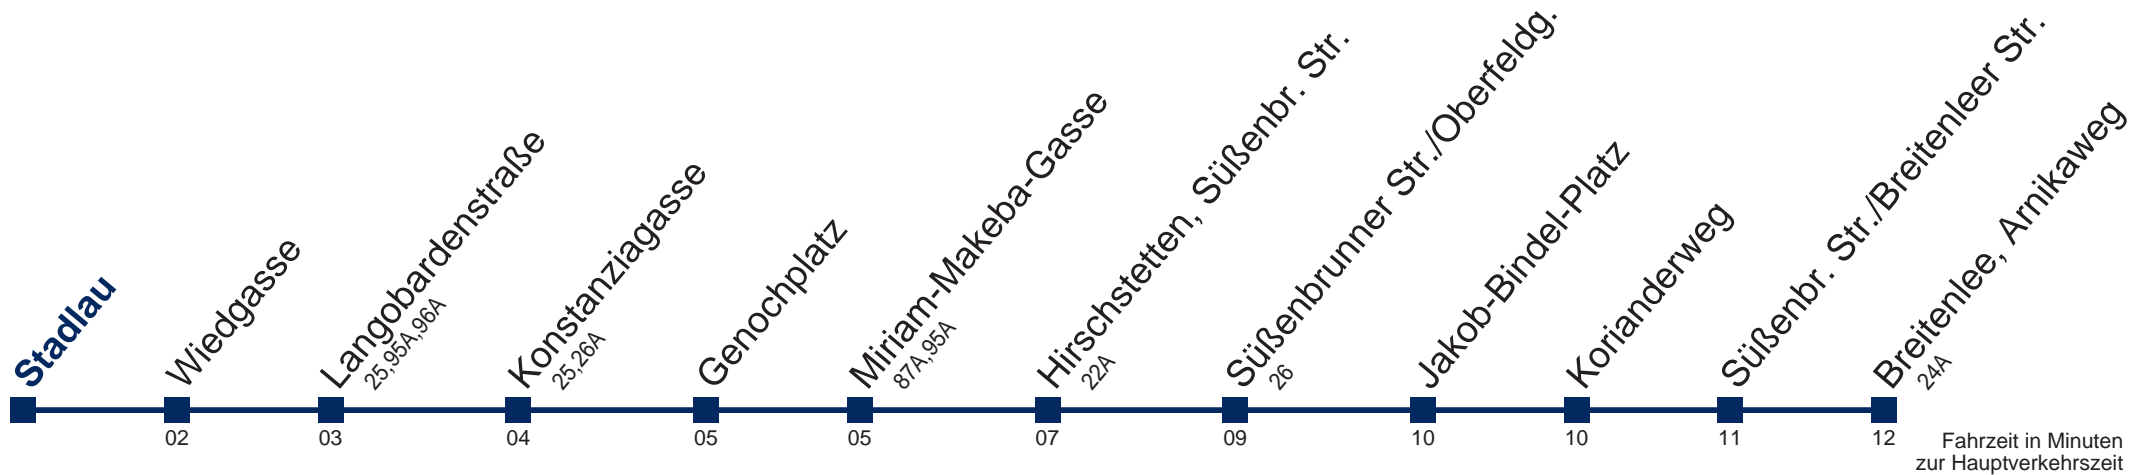 Stadlau
Wiedgasse
Langobardenstraße
25,95A,96A
Konstanziagasse
25,26A
Genochplatz
Miriam-Makeba-Gasse
87A,95A
Hirschstetten, Süßenbr. Str.
22A
Süßenbrunner Str./Oberfeldg.
26
Jakob-Bindel-Platz
Korianderweg
Süßenbr. Str./Breitenleer Str.
Breitenlee, Arnikaweg
24A
02 03 04 05 05 07 09 10 10 11 12
Fahrzeit in Minuten
zur Hauptverkehrszeit